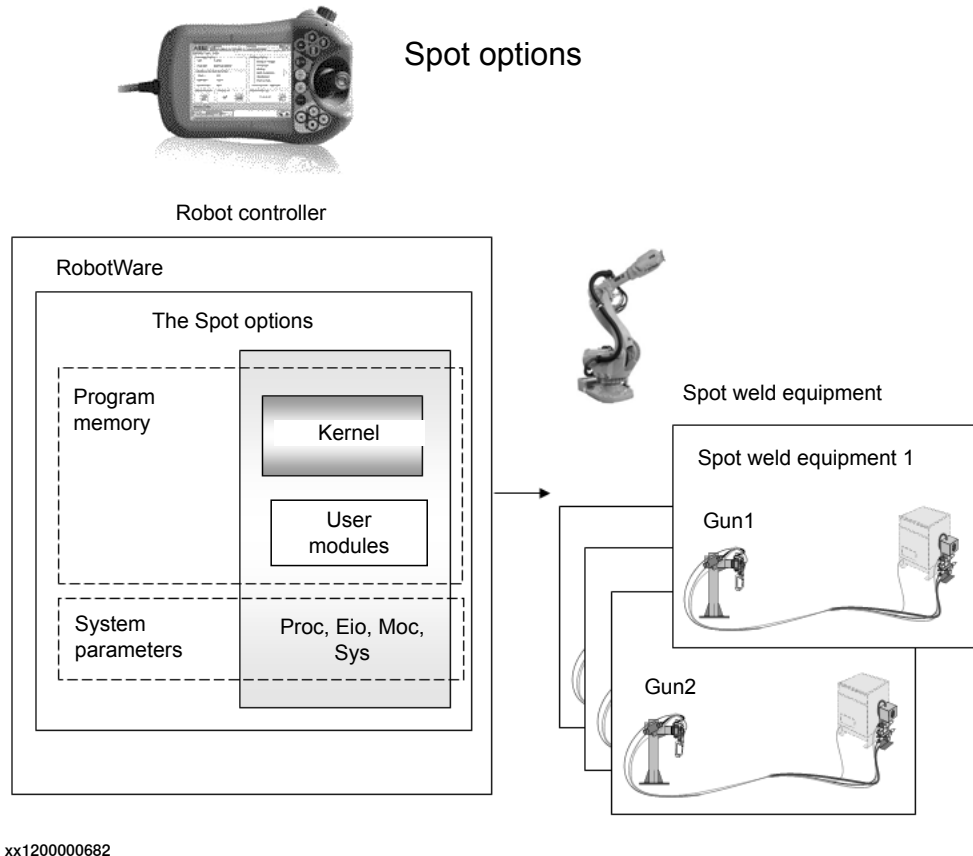 Spot options
Robot controller
RobotWare
The Spot options
Program
memory
Kernel
User
modules
System
parameters
Proc, Eio, Moc,
Sys
Spot weld equipment
Spot weld equipment 1
Gun1
Gun2
xx1200000682